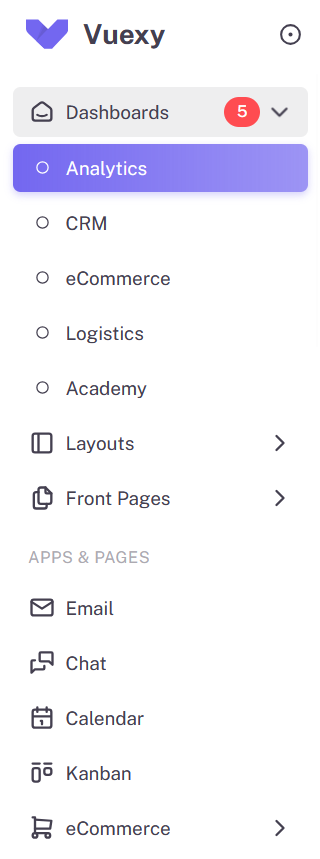 Vuexy
Dashboards 5
Analytics
CRM
eCommerce
Logistics
Academy
Layouts
Front Pages
APPS & PAGES
Email
Chat
Calendar
Kanban
eCommerce